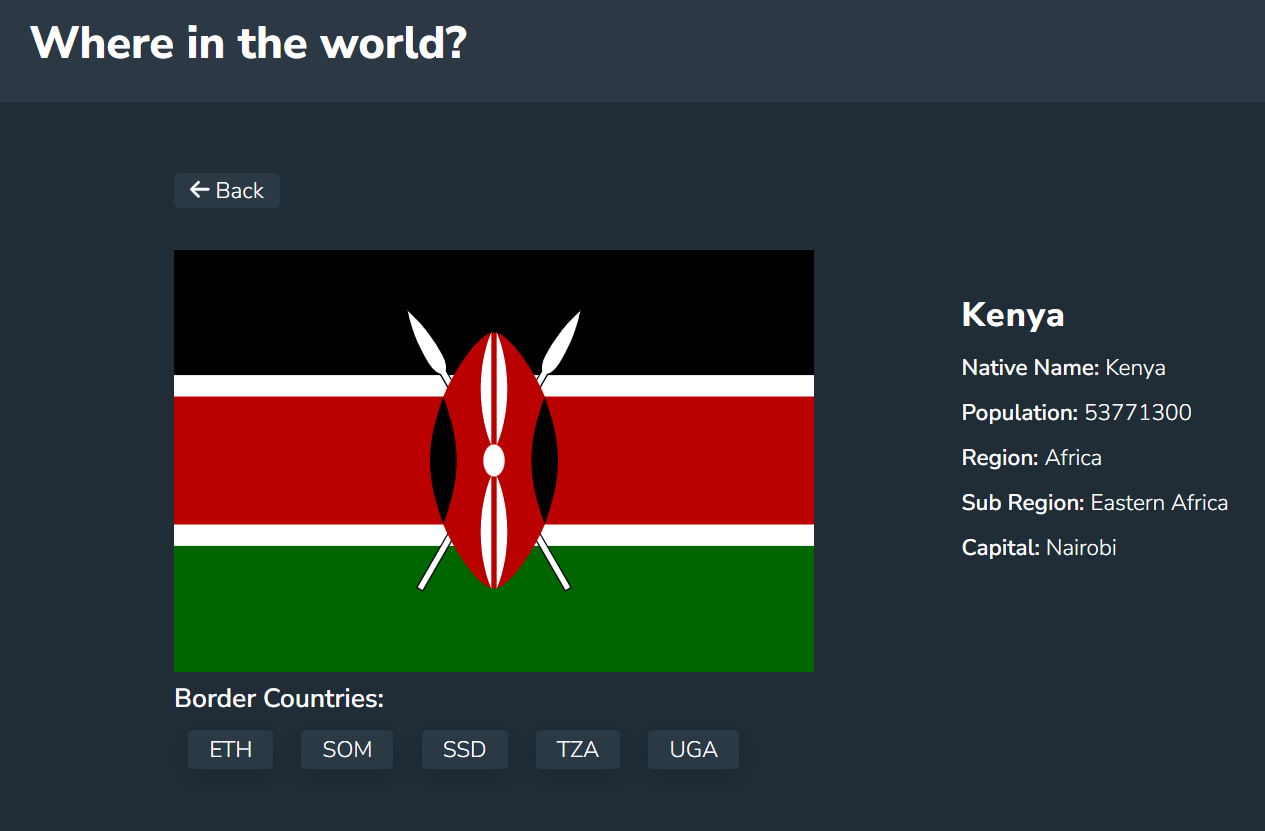 Where in the world?
Back
Kenya
Native Name: Kenya
Population: 53771300
Region: Africa
Sub Region: Eastern Africa
Capital: Nairobi
Border Countries:
ETH SOM SSD TZA UGA